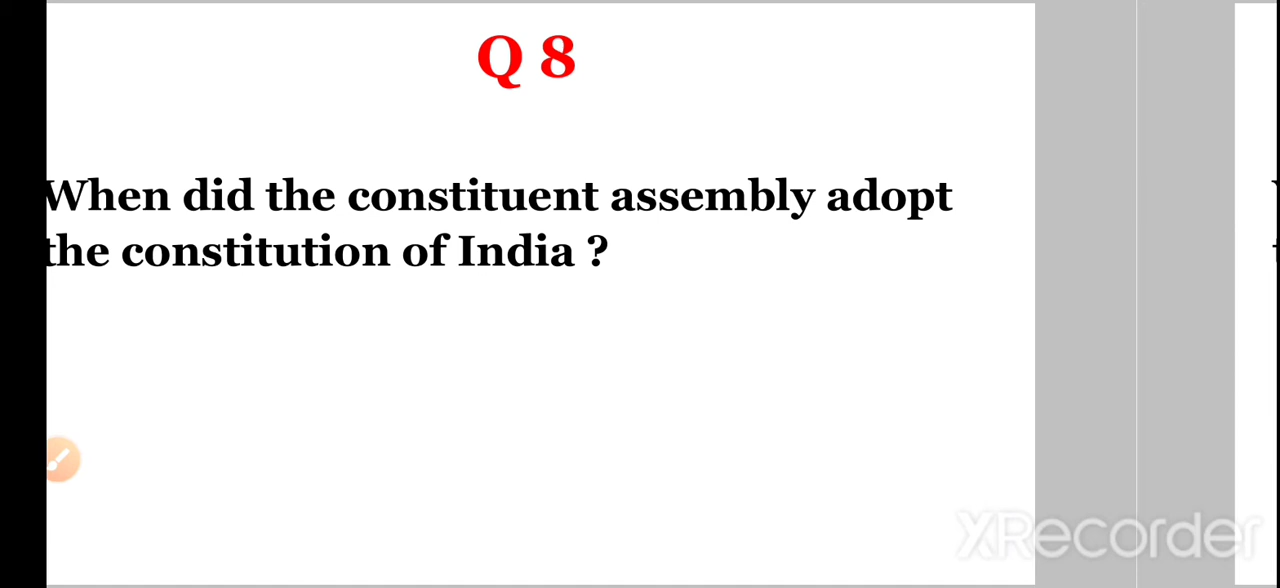 Q 8
When did the constituent assembly adopt
the constitution of India ?
XRecorder